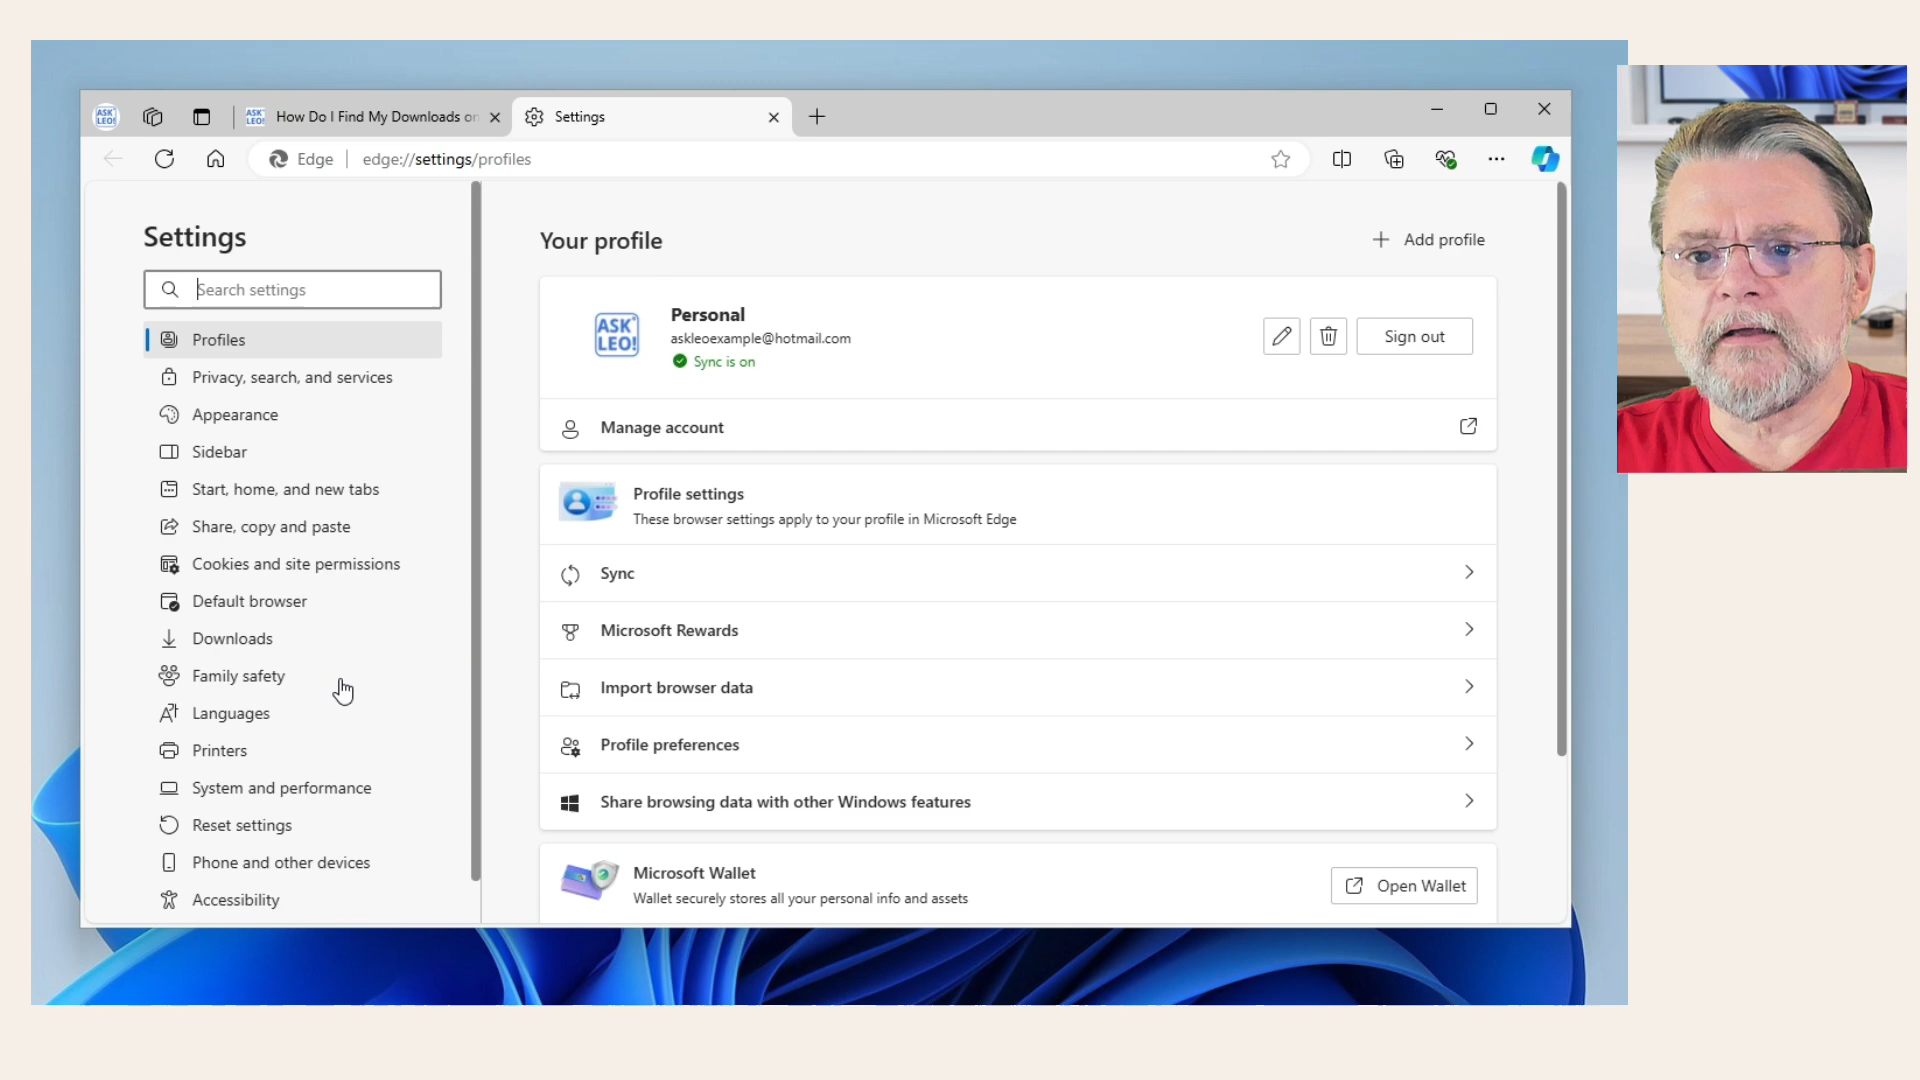 ASK LEO!
ASK LEO! How Do I Find My Downloads on
Settings
Edge
edge://settings/profiles
Settings
Search settings
Profiles
Privacy, search, and services
Appearance
Sidebar
Start, home, and new tabs
Share, copy and paste
Cookies and site permissions
Default browser
Downloads
Family safety
Languages
Printers
System and performance
Reset settings
Phone and other devices
Accessibility
Your profile
Add profile
ASK LEO!
Personal
askleoexample@hotmail.com
Sync is on
Sign out
Manage account
Profile settings
These browser settings apply to your profile in Microsoft Edge
Sync
Microsoft Rewards
Import browser data
Profile preferences
Share browsing data with other Windows features
Microsoft Wallet
Wallet securely stores all your personal info and assets
Open Wallet